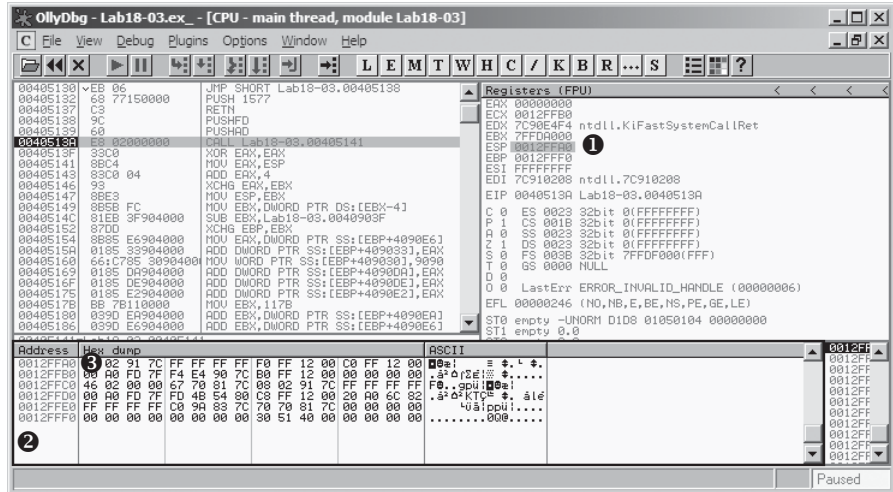 OllyDbg - Lab18-03.ex_ - [CPU - main thread, module Lab18-03]
C File View Debug Plugins Options Window Help
L E M T W H C / K B R ... S ?
00405130 EB 06 JMP SHORT Lab18-03.00405138
00405132 68 77150000 PUSH 1577
00405137 C3 RETN
00405138 9C PUSHFD
00405139 60 PUSHAD
0040513A E8 02000000 CALL Lab18-03.00405141
0040513F 33C0 XOR EAX,EAX
00405141 8BC4 MOV EAX,ESP
00405143 83C0 04 ADD EAX,4
00405146 93 XCHG EAX,EBX
00405147 8BE3 MOV ESP,EBX
00405149 8B5B FC MOV EBX,DWORD PTR DS:[EBX-4]
0040514C 81EB 3F904000 SUB EBX,Lab18-03.0040903F
00405152 87DD XCHG EBP,EBX
00405154 8B85 E6904000 MOV EAX,DWORD PTR SS:[EBP+4090E6]
0040515A 0185 33904000 ADD DWORD PTR SS:[EBP+409033],EAX
00405160 66:C785 30904000 MOV WORD PTR SS:[EBP+409030],9090
00405169 0185 DA904000 ADD DWORD PTR SS:[EBP+4090DA],EAX
0040516F 0185 DE904000 ADD DWORD PTR SS:[EBP+4090DE],EAX
00405175 0185 E2904000 ADD DWORD PTR SS:[EBP+4090E2],EAX
0040517B BB 7B110000 MOV EBX,117B
00405180 039D EA904000 ADD EBX,DWORD PTR SS:[EBP+4090EA]
00405186 039D E6904000 ADD EBX,DWORD PTR SS:[EBP+4090E6]
Registers (FPU) < < < <
EAX 00000000
ECX 0012FFB0
EDX 7C90E4F4 ntdll.KiFastSystemCallRet
EBX 7FFDA000
ESP 0012FFA0 ❶
EBP 0012FFF0
ESI FFFFFFFF
EDI 7C910208 ntdll.7C910208
EIP 0040513A Lab18-03.0040513A
C 0 ES 0023 32bit 0(FFFFFFFF)
P 1 CS 001B 32bit 0(FFFFFFFF)
A 0 SS 0023 32bit 0(FFFFFFFF)
Z 1 DS 0023 32bit 0(FFFFFFFF)
S 0 FS 003B 32bit 7FFDF000(FFF)
T 0 GS 0000 NULL
D 0
O 0 LastErr ERROR_INVALID_HANDLE (00000006)
EFL 00000246 (NO,NB,E,BE,NS,PE,GE,LE)
ST0 empty -UNORM D1D8 01050104 00000000
ST1 empty 0.0
Address Hex dump ASCII
0012FFA0 ❸ 02 91 7C FF FF FF FF F0 FF 12 00 C0 FF 12 00
0012FFB0 00 A0 FD 7F F4 E4 90 7C B0 FF 12 00 00 00 00 00
0012FFC0 46 02 00 00 67 70 81 7C 08 02 91 7C FF FF FF FF
0012FFD0 00 A0 FD 7F FD 4B 54 80 C8 FF 12 00 20 A0 6C 82
0012FFE0 FF FF FF FF C0 9A 83 7C 70 70 81 7C 00 00 00 00
0012FFF0 00 00 00 00 00 00 00 00 30 51 40 00 00 00 00 00 ........0Q@.....
❷
Paused